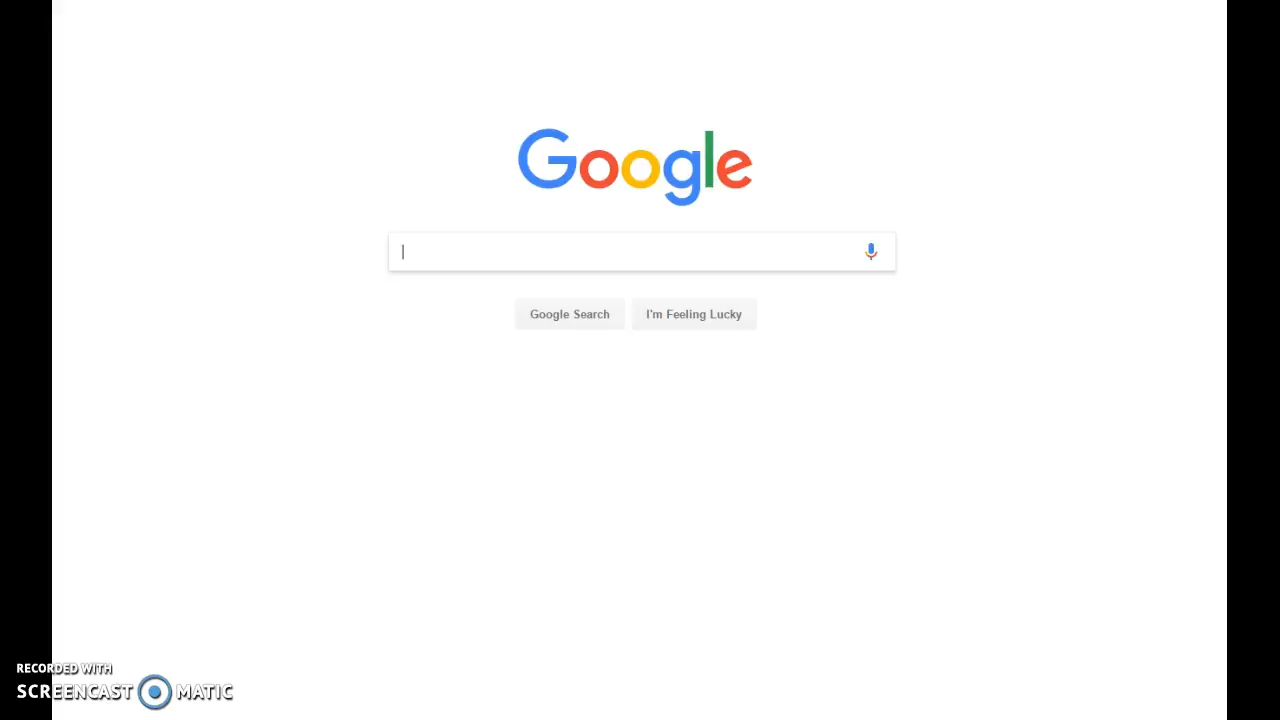 Google
Google Search
I'm Feeling Lucky
RECORDED WITH
SCREENCAST MATIC